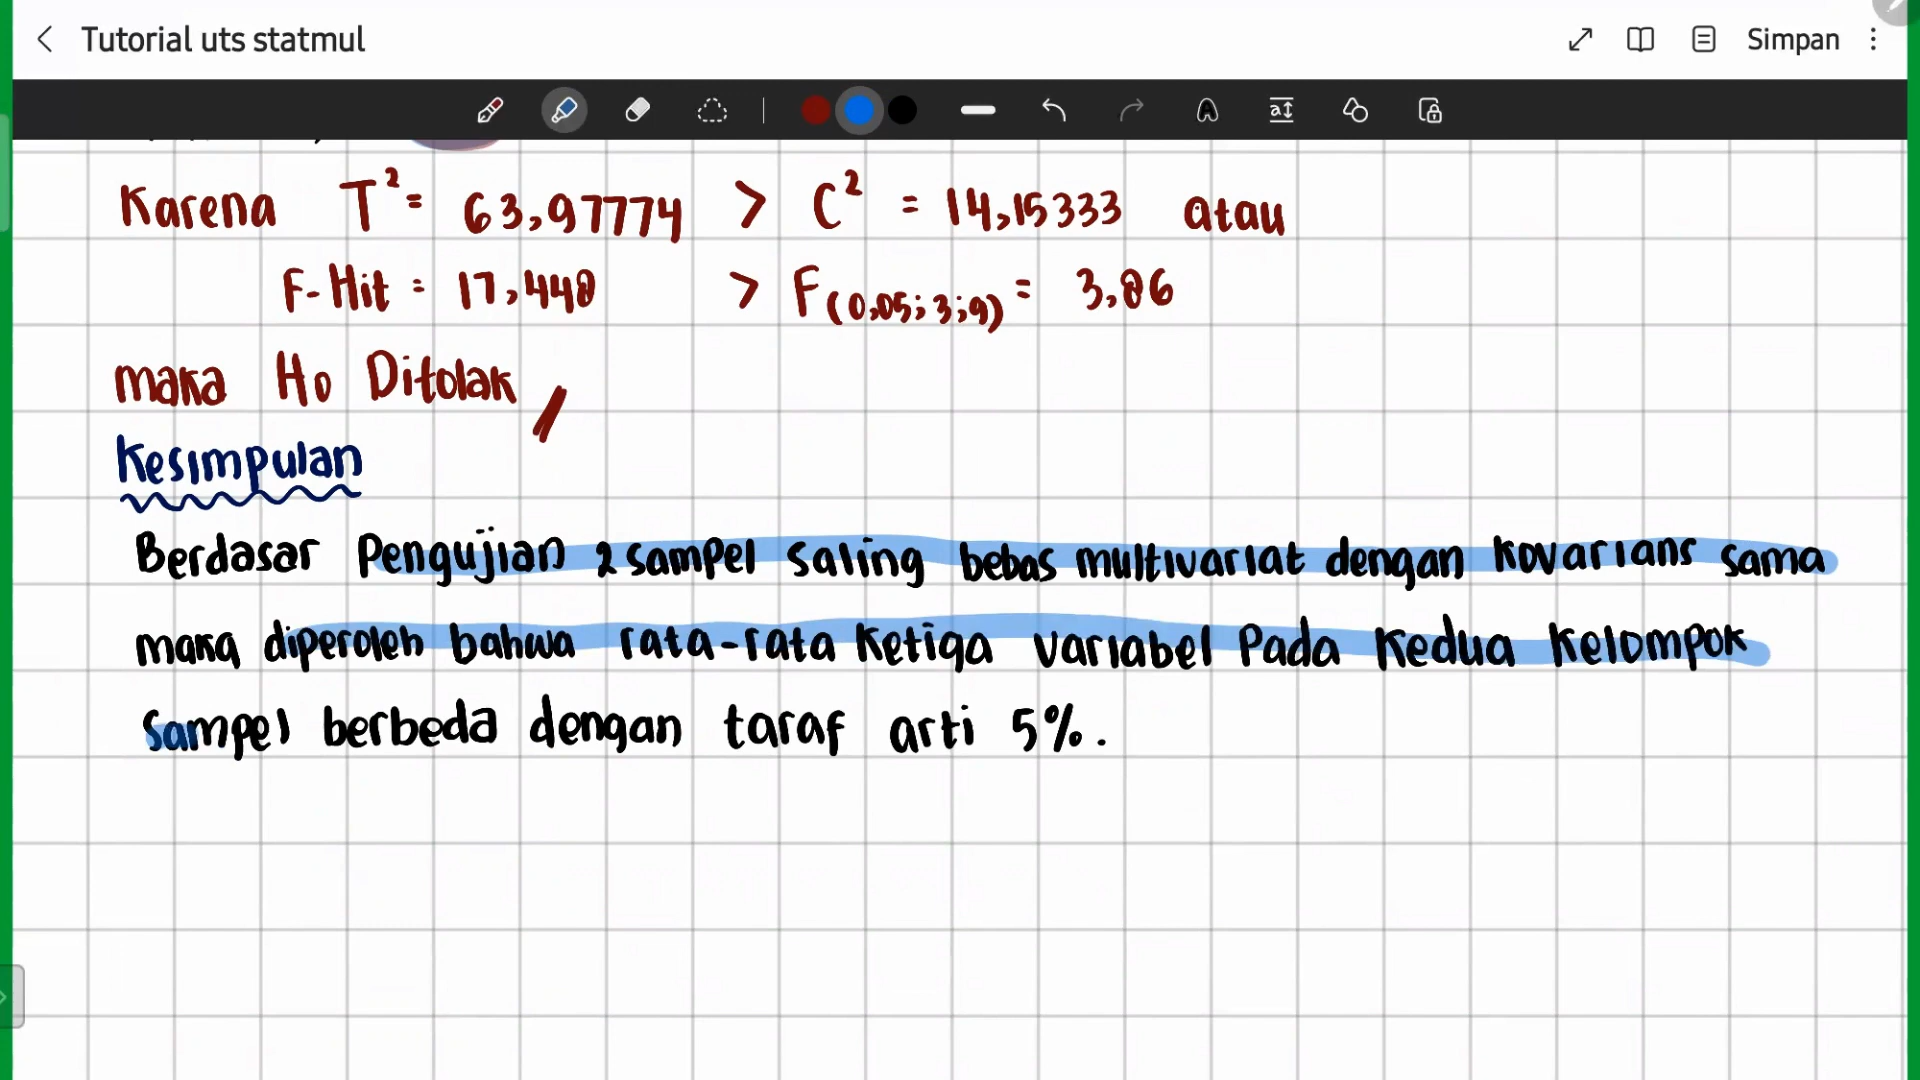 Tutorial uts statmul
Simpan
Karena T² = 63,97774 > C² = 14,15333 atau
F-Hit = 17,448 > F(0,05;3;9) = 3,86
maka Ho Ditolak
Kesimpulan
Berdasar Pengujian 2 sampel saling bebas multivariat dengan kovarians sama
maka diperoleh bahwa rata-rata ketiga variabel Pada kedua kelompok
sampel berbeda dengan taraf arti 5%.